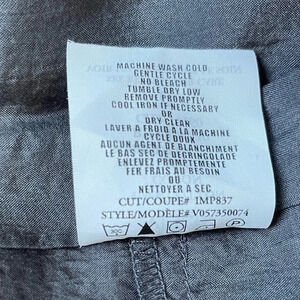 MACHINE WASH COLD
GENTLE CYCLE
NO BLEACH
TUMBLE DRY LOW
REMOVE PROMPTLY
COOL IRON IF NECESSARY
OR
DRY CLEAN
LAVER A FROID A LA MACHINE
CYCLE DOUX
AUCUN AGENT DE BLANCHIMENT
LE BAS SEC DE DEGRINGOLADE
ENLEVEZ PROMPTEMENT
FER FRAIS AU BESOIN
OU
NETTOYER A SEC
CUT/COUPE# IMP837
STYLE/MODÈLE# V057350074